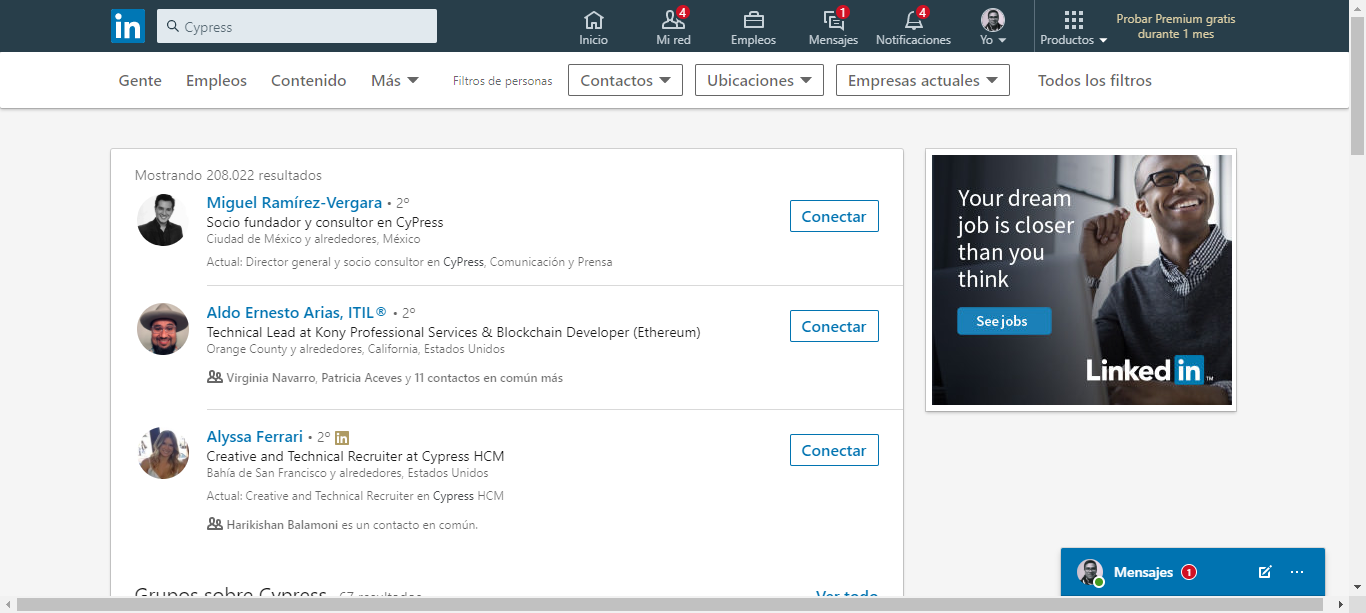 in
Cypress
Inicio
4
Mi red
Empleos
1
Mensajes
4
Notificaciones
Yo
Productos
Probar Premium gratis
durante 1 mes
Gente
Empleos
Contenido
Más
Filtros de personas
Contactos
Ubicaciones
Empresas actuales
Todos los filtros
Mostrando 208.022 resultados
Miguel Ramírez-Vergara • 2º
Socio fundador y consultor en CyPress
Ciudad de México y alrededores, México
Actual: Director general y socio consultor en CyPress, Comunicación y Prensa
Conectar
Aldo Ernesto Arias, ITIL® • 2º
Technical Lead at Kony Professional Services & Blockchain Developer (Ethereum)
Orange County y alrededores, California, Estados Unidos
Virginia Navarro, Patricia Aceves y 11 contactos en común más
Conectar
Alyssa Ferrari • 2º in
Creative and Technical Recruiter at Cypress HCM
Bahía de San Francisco y alrededores, Estados Unidos
Actual: Creative and Technical Recruiter en Cypress HCM
Harikishan Balamoni es un contacto en común.
Conectar
Grupos sobre Cypress 67 resultados
Ver todo
Your dream
job is closer
than you
think
See jobs
Linked in ™
Mensajes 1